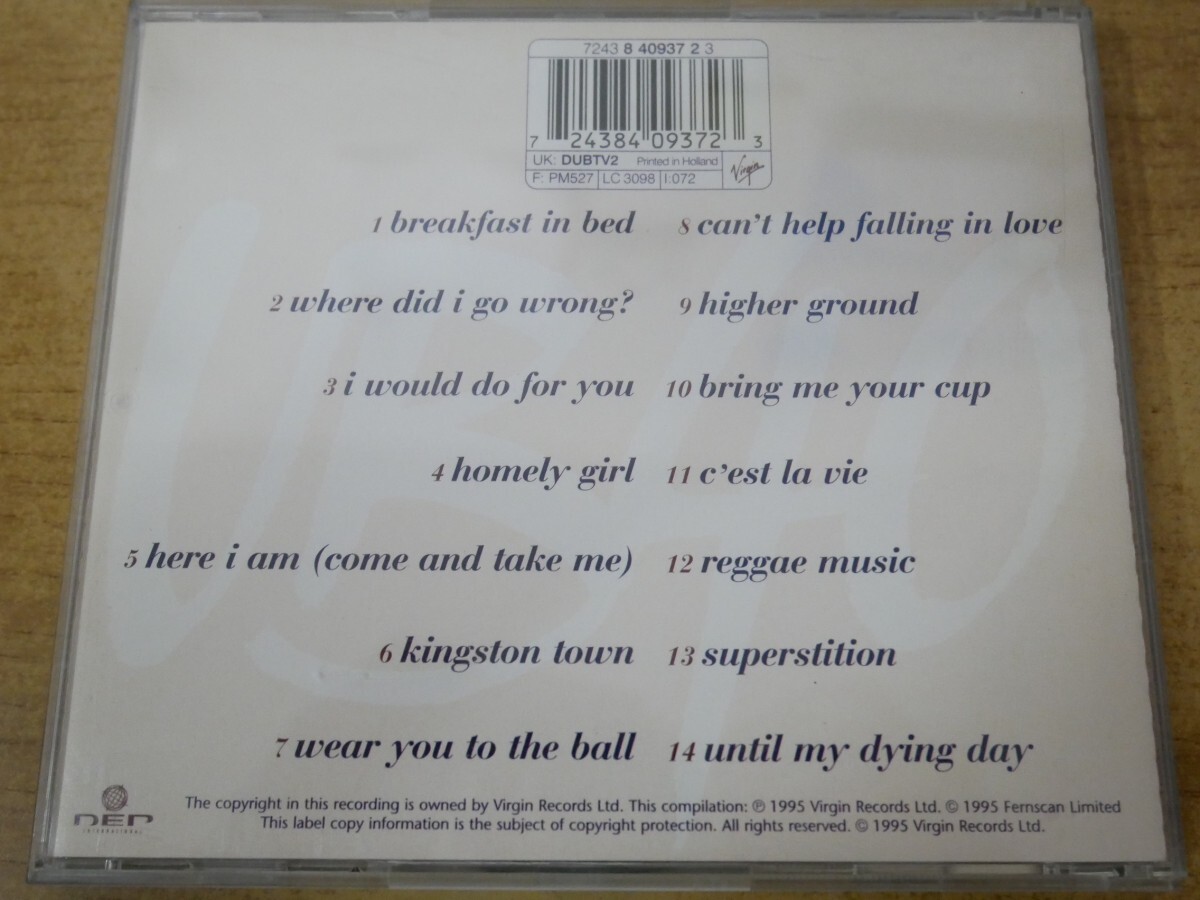 7243 8 40937 2 3
7 24384 09372 3
UK: DUBTV2 Printed in Holland
F: PM527 LC 3098 I:072
Virgin
1 breakfast in bed
2 where did i go wrong?
3 i would do for you
4 homely girl
5 here i am (come and take me)
6 kingston town
7 wear you to the ball
8 can't help falling in love
9 higher ground
10 bring me your cup
11 c'est la vie
12 reggae music
13 superstition
14 until my dying day
UB40
DEP
INTERNATIONAL
The copyright in this recording is owned by Virgin Records Ltd. This compilation: ℗ 1995 Virgin Records Ltd. © 1995 Fernscan Limited
This label copy information is the subject of copyright protection. All rights reserved. © 1995 Virgin Records Ltd.